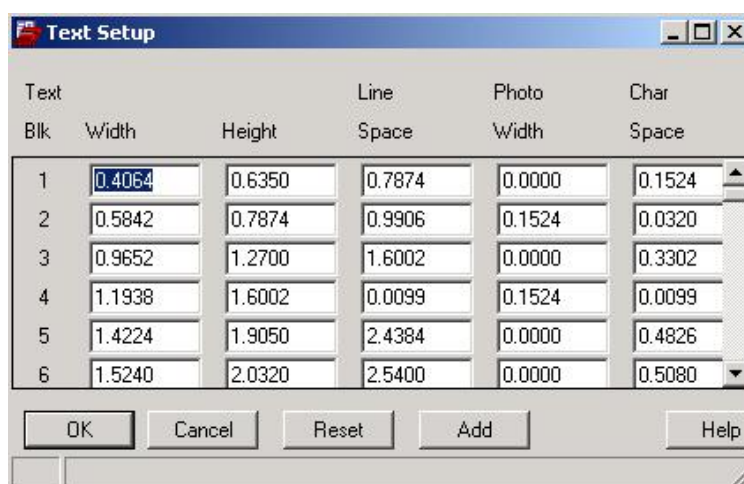 Text Setup
Text Line Photo Char
Blk Width Height Space Width Space
1 0.4064 0.6350 0.7874 0.0000 0.1524
2 0.5842 0.7874 0.9906 0.1524 0.0320
3 0.9652 1.2700 1.6002 0.0000 0.3302
4 1.1938 1.6002 0.0099 0.1524 0.0099
5 1.4224 1.9050 2.4384 0.0000 0.4826
6 1.5240 2.0320 2.5400 0.0000 0.5080
OK Cancel Reset Add Help